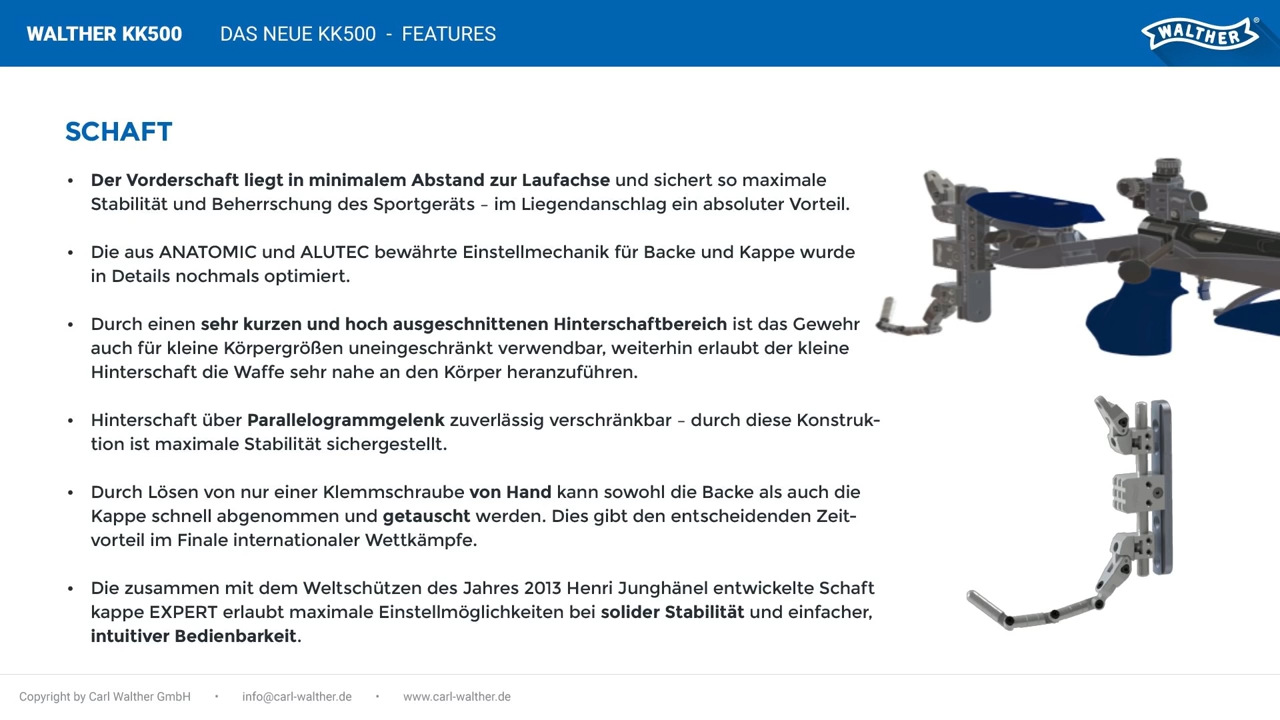 WALTHER KK500 DAS NEUE KK500 - FEATURES
WALTHER®
SCHAFT
• Der Vorderschaft liegt in minimalem Abstand zur Laufachse und sichert so maximale
Stabilität und Beherrschung des Sportgeräts – im Liegendanschlag ein absoluter Vorteil.
• Die aus ANATOMIC und ALUTEC bewährte Einstellmechanik für Backe und Kappe wurde
in Details nochmals optimiert.
• Durch einen sehr kurzen und hoch ausgeschnittenen Hinterschaftbereich ist das Gewehr
auch für kleine Körpergrößen uneingeschränkt verwendbar, weiterhin erlaubt der kleine
Hinterschaft die Waffe sehr nahe an den Körper heranzuführen.
• Hinterschaft über Parallelogrammgelenk zuverlässig verschränkbar – durch diese Konstruk-
tion ist maximale Stabilität sichergestellt.
• Durch Lösen von nur einer Klemmschraube von Hand kann sowohl die Backe als auch die
Kappe schnell abgenommen und getauscht werden. Dies gibt den entscheidenden Zeit-
vorteil im Finale internationaler Wettkämpfe.
• Die zusammen mit dem Weltschützen des Jahres 2013 Henri Junghänel entwickelte Schaft
kappe EXPERT erlaubt maximale Einstellmöglichkeiten bei solider Stabilität und einfacher,
intuitiver Bedienbarkeit.
Copyright by Carl Walther GmbH • info@carl-walther.de • www.carl-walther.de